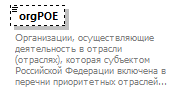 orgPOE
Организации, осуществляющие
деятельность в отрасли
(отраслях), которая субъектом
Российской Федерации включена в
перечни приоритетных отраслей...